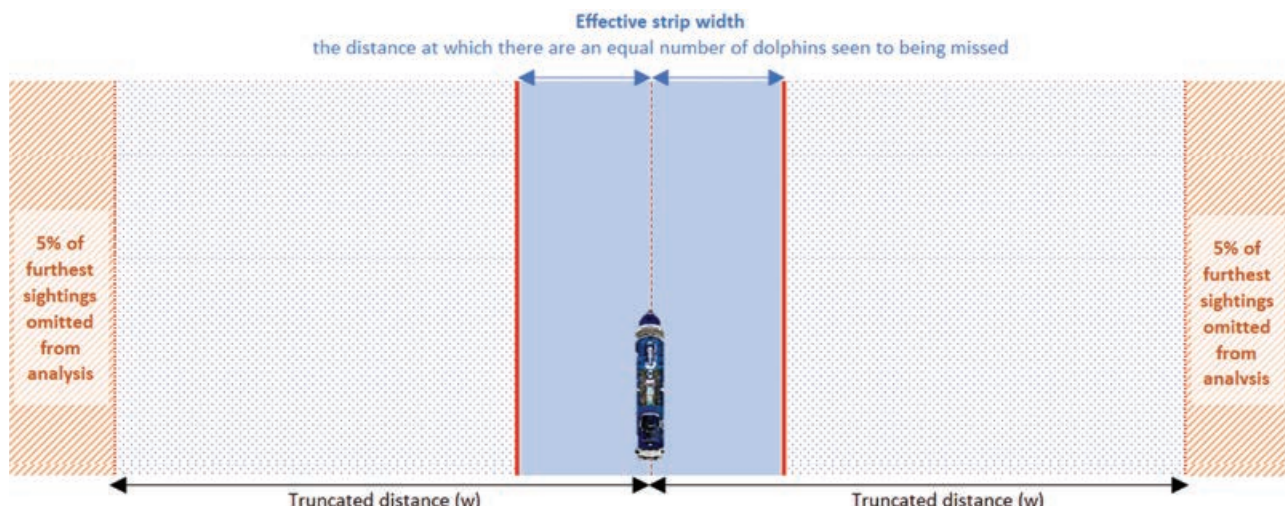 Effective strip width
the distance at which there are an equal number of dolphins seen to being missed
5% of
furthest
sightings
omitted
from
analysis
5% of
furthest
sightings
omitted
from
analvsis
Truncated distance (w)
Truncated distance (w)